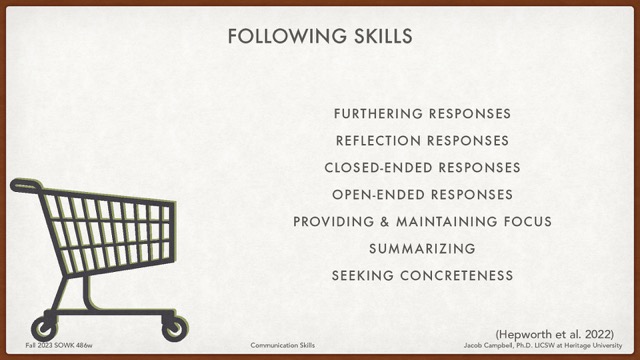 FOLLOWING SKILLS
FURTHERING RESPONSES
REFLECTION RESPONSES
CLOSED-ENDED RESPONSES
OPEN-ENDED RESPONSES
PROVIDING & MAINTAINING FOCUS
SUMMARIZING
SEEKING CONCRETENESS
(Hepworth et al. 2022)
Fall 2023 SOWK 486w
Communication Skills
Jacob Campbell, Ph.D. LICSW at Heritage University